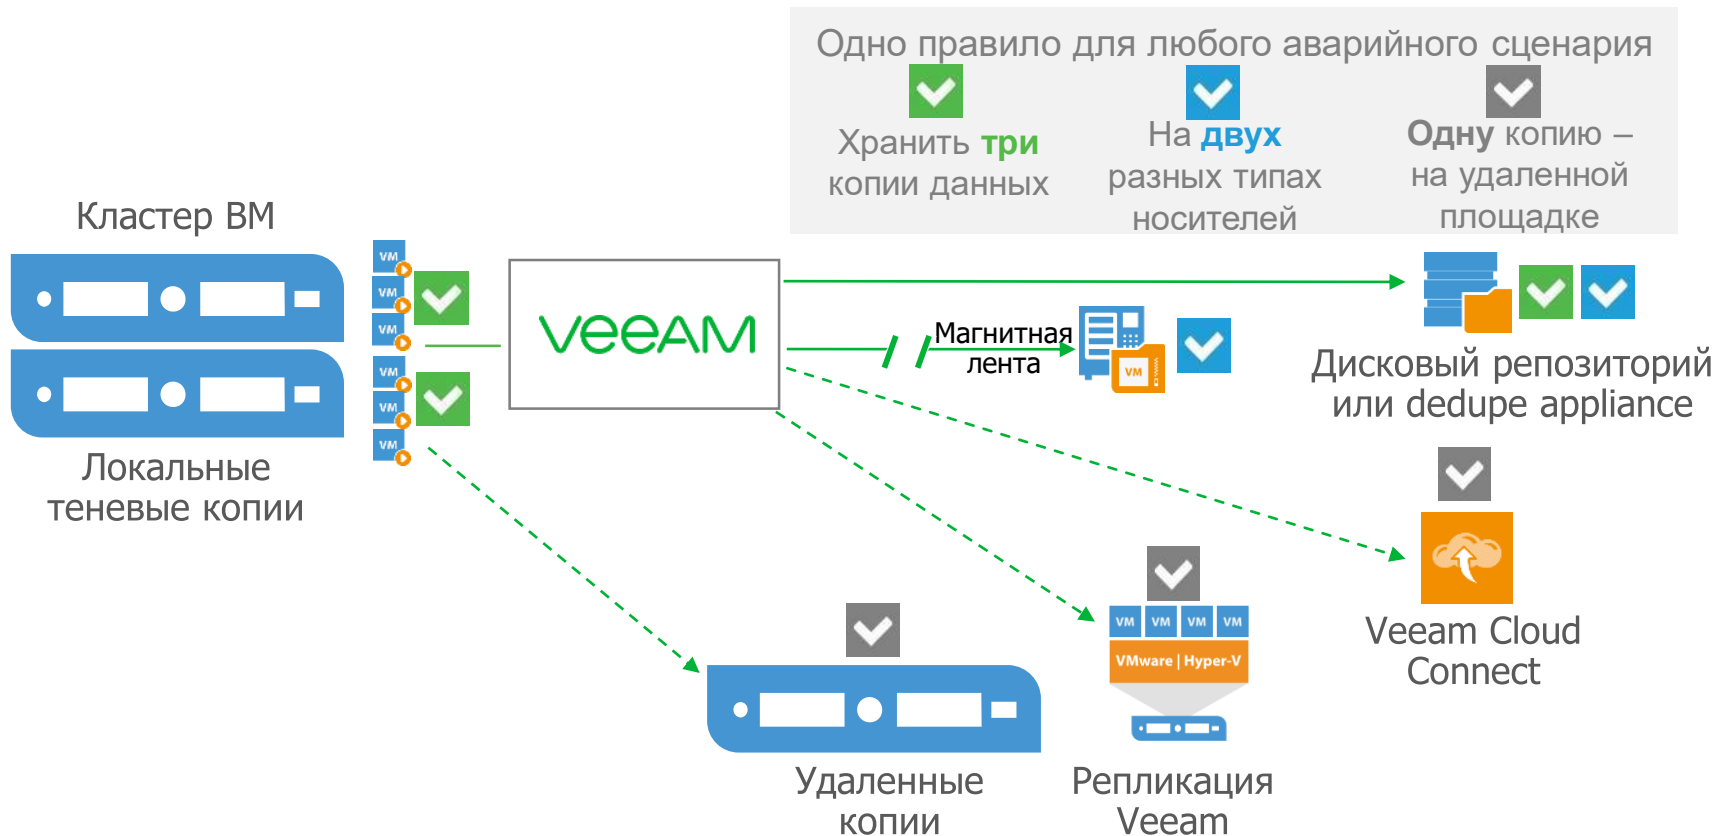 Одно правило для любого аварийного сценария
Хранить три
копии данных
На двух
разных типах
носителей
Одну копию –
на удаленной
площадке
Кластер ВМ
VM
VM
VM
VM
VM
VM
Локальные
теневые копии
veeAM
Магнитная
лента
VM
Дисковый репозиторий
или dedupe appliance
Veeam Cloud
Connect
VM VM VM VM
VMware | Hyper-V
Удаленные
копии
Репликация
Veeam